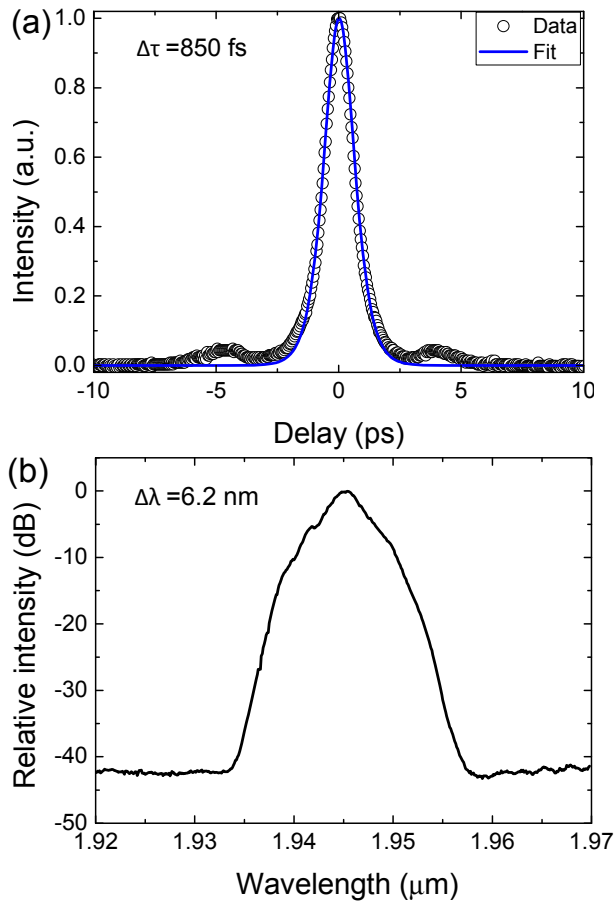 (a)
Δτ =850 fs
Data
Fit
1.0
0.8
0.6
0.4
0.2
0.0
Intensity (a.u.)
-10 -5 0 5 10
Delay (ps)
(b)
Δλ =6.2 nm
0
-10
-20
-30
-40
-50
Relative intensity (dB)
1.92 1.93 1.94 1.95 1.96 1.97
Wavelength (μm)